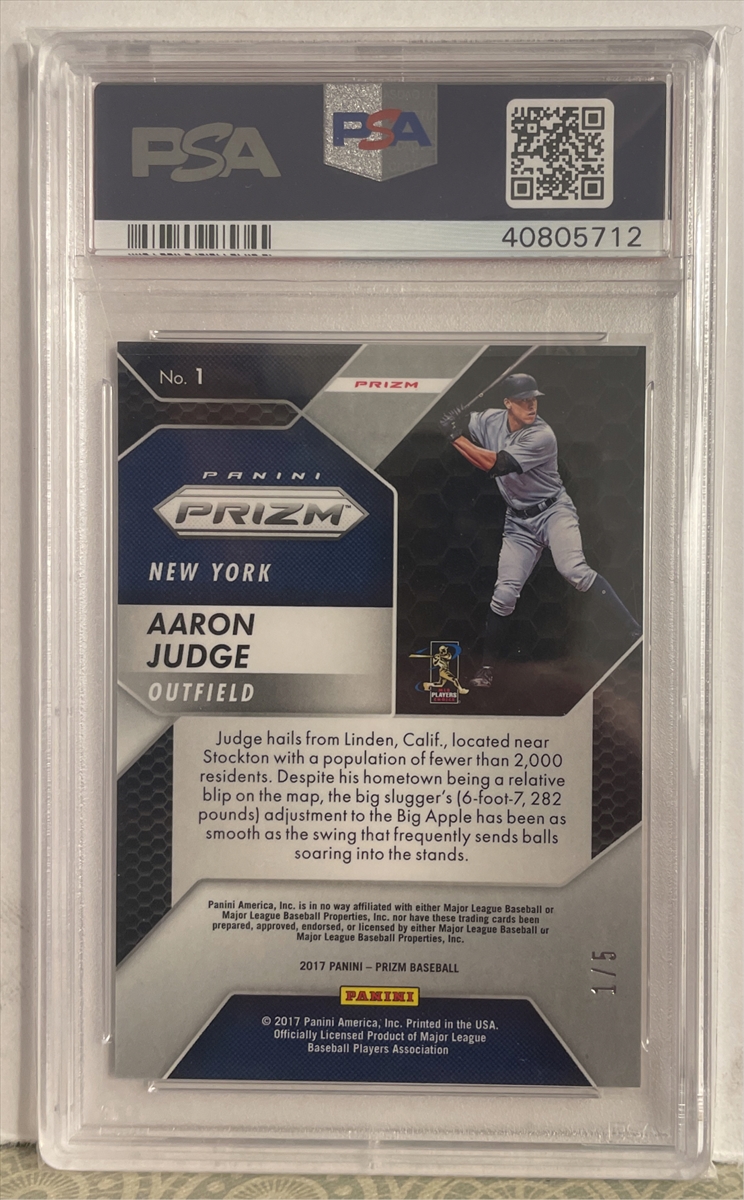 PSA
PSA
40805712
No. 1
PRIZM
PANINI
PRIZM
NEW YORK
AARON
JUDGE
OUTFIELD
PLAYERS
Judge hails from Linden, Calif., located near
Stockton with a population of fewer than 2,000
residents. Despite his hometown being a relative
blip on the map, the big slugger's (6-foot-7, 282
pounds) adjustment to the Big Apple has been as
smooth as the swing that frequently sends balls
soaring into the stands.
Panini America, Inc. is in no way affiliated with either Major League Baseball or
Major League Baseball Properties, Inc. nor have these trading cards been
prepared, approved, endorsed, or licensed by either Major League Baseball or
Major League Baseball Properties, Inc.
2017 PANINI – PRIZM BASEBALL
1/5
PANINI
© 2017 Panini America, Inc. Printed in the USA.
Officially Licensed Product of Major League
Baseball Players Association